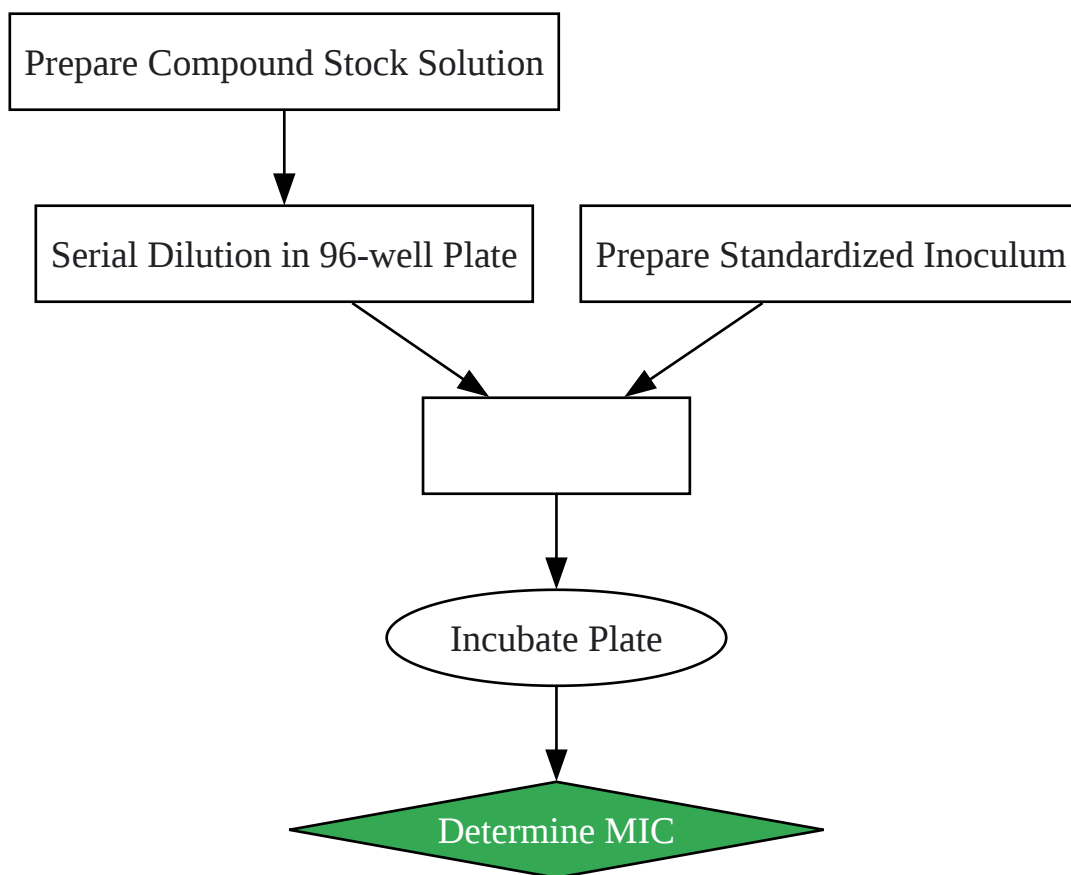 Prepare Compound Stock Solution
Serial Dilution in 96-well Plate
Prepare Standardized Inoculum
Incubate Plate
Determine MIC